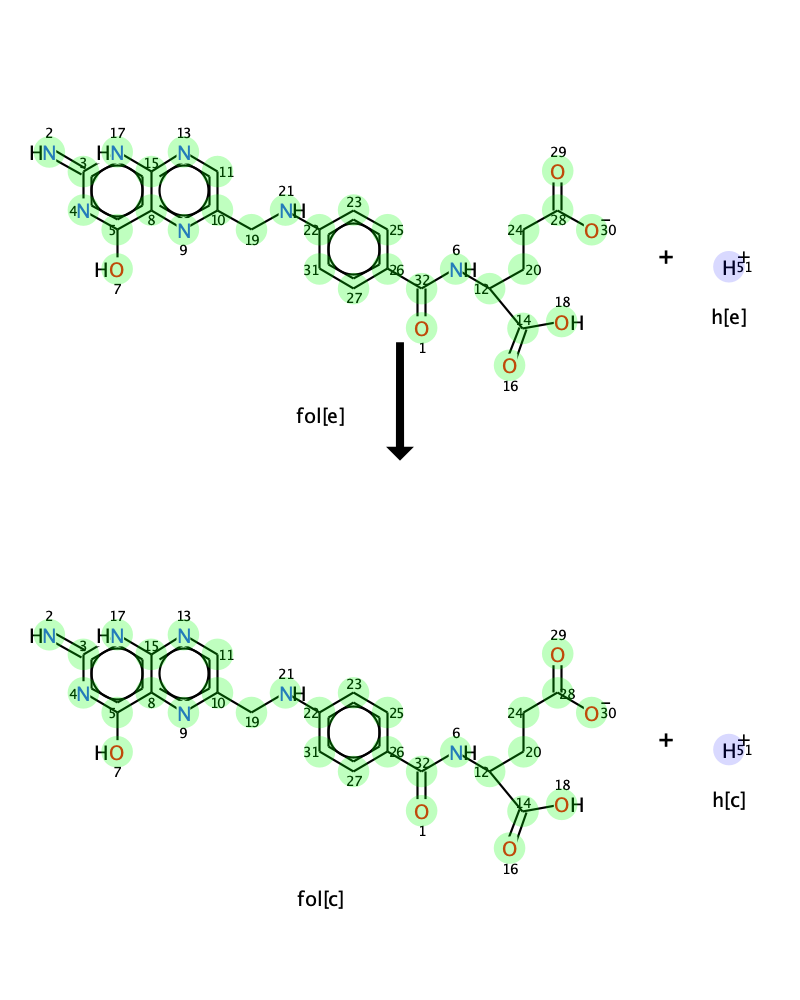 29
2 17 13
HN HN N O
3 15 11 21 23 28
4N 5 8 10 NH 22 25 6 24 O− 30
N 19 NH
9 31 26 20
HO 27 32 12 + H+ 51
7 18
O 14 OH h[e]
1 O
16
fol[e]
29
2 17 13
HN HN N O
3 15 11 21 23 28
4N 5 8 10 NH 22 25 6 24 O− 30
N 19 NH
9 31 26 20
HO 27 32 12 + H+ 51
7 18
O 14 OH h[c]
1 O
16
fol[c]